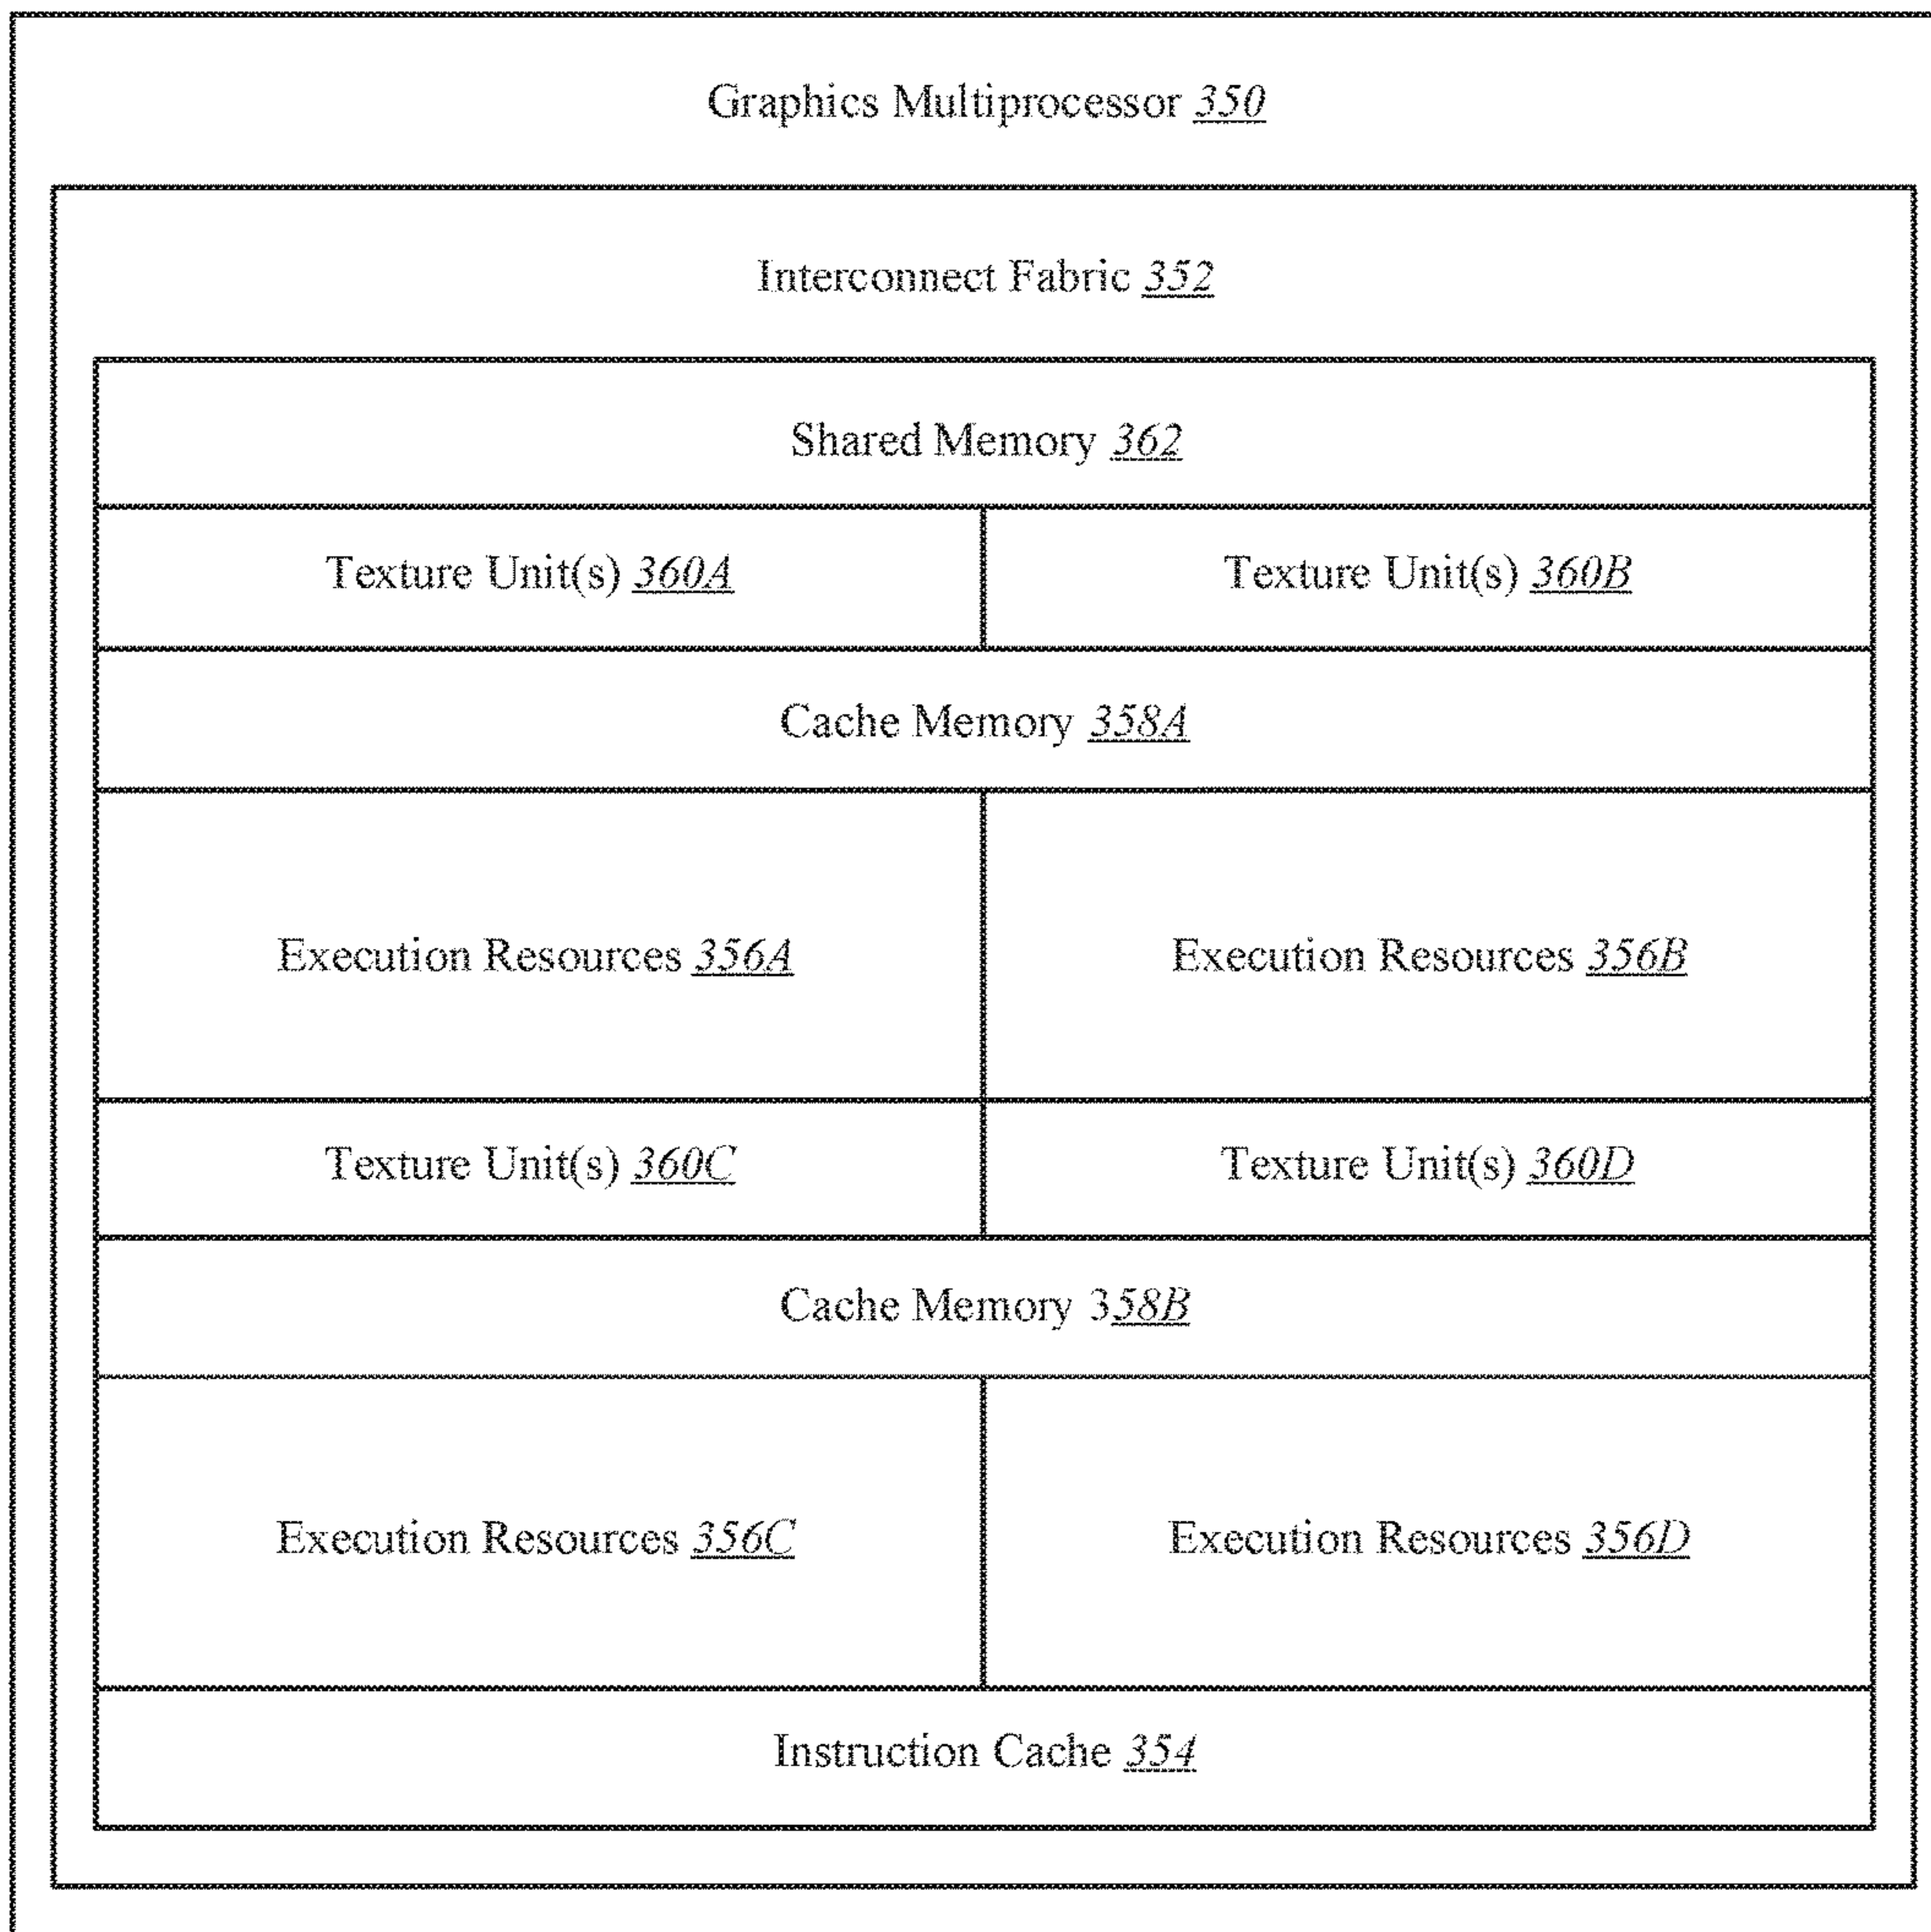 Graphics Multiprocessor 350
Interconnect Fabric 352
Shared Memory 362
Texture Unit(s) 360A
Texture Unit(s) 360B
Cache Memory 358A
Execution Resources 356A
Execution Resources 356B
Texture Unit(s) 360C
Texture Unit(s) 360D
Cache Memory 358B
Execution Resources 356C
Execution Resources 356D
Instruction Cache 354